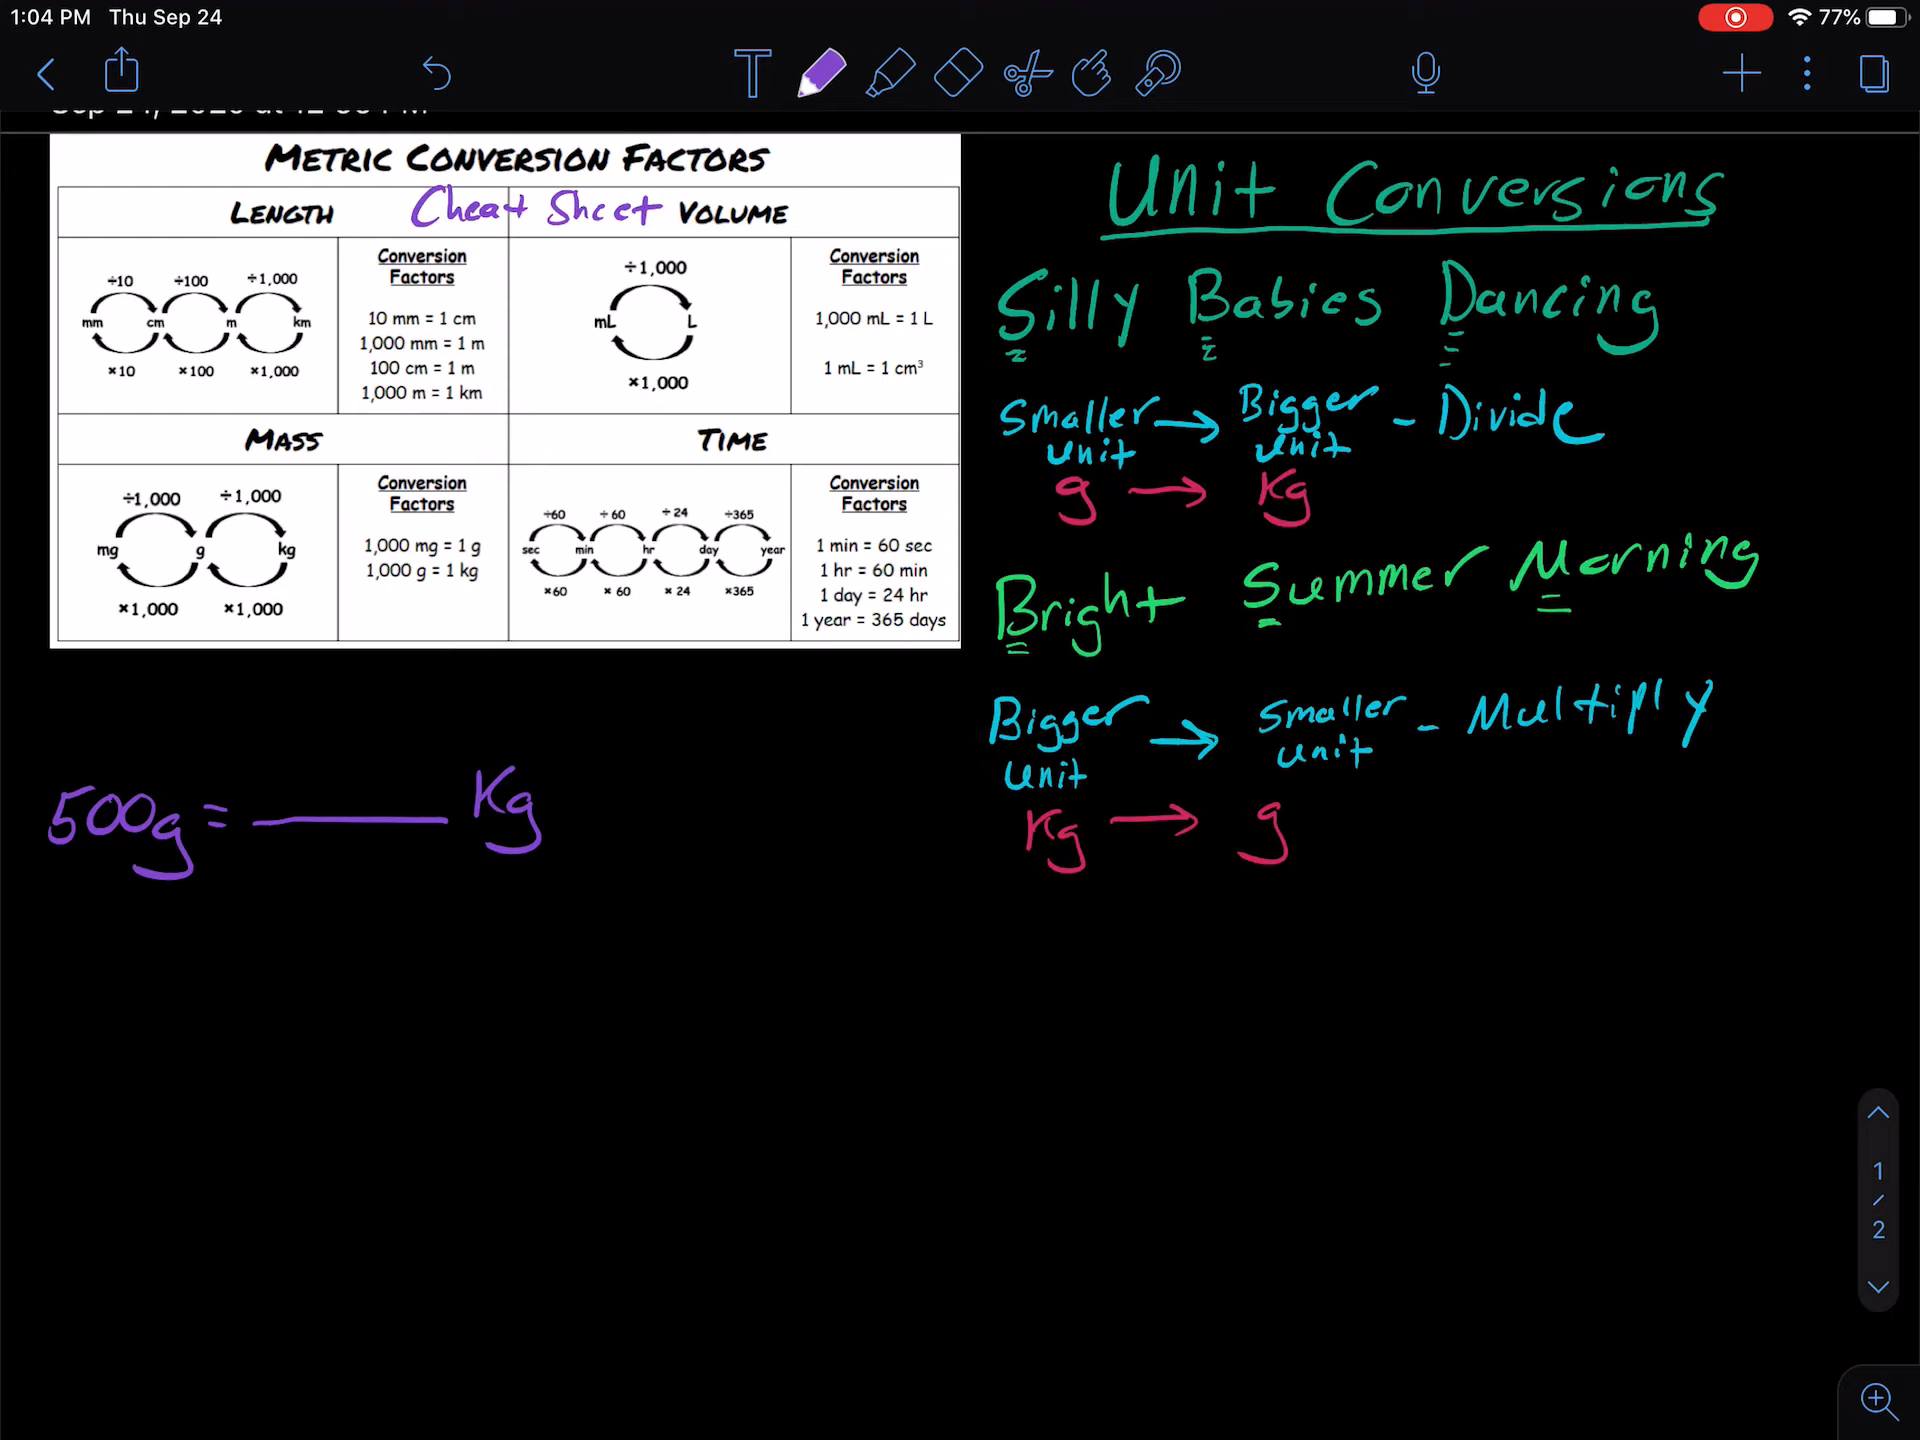 1:04 PM Thu Sep 24
77%
METRIC CONVERSION FACTORS
LENGTH
Cheat Sheet
VOLUME
÷10 ÷100 ÷1,000
mm cm m km
×10 ×100 ×1,000
Conversion
Factors
10 mm = 1 cm
1,000 mm = 1 m
100 cm = 1 m
1,000 m = 1 km
÷1,000
mL L
×1,000
Conversion
Factors
1,000 mL = 1 L
1 mL = 1 cm³
MASS
TIME
÷1,000 ÷1,000
mg g kg
×1,000 ×1,000
Conversion
Factors
1,000 mg = 1 g
1,000 g = 1 kg
÷60 ÷60 ÷24 ÷365
sec min hr day year
×60 ×60 ×24 ×365
Conversion
Factors
1 min = 60 sec
1 hr = 60 min
1 day = 24 hr
1 year = 365 days
500g = ______ Kg
Unit Conversions
Silly Babies Dancing
Smaller unit → Bigger unit - Divide
g → Kg
Bright Summer Morning
Bigger unit → Smaller unit - Multiply
Kg → g
1
/
2